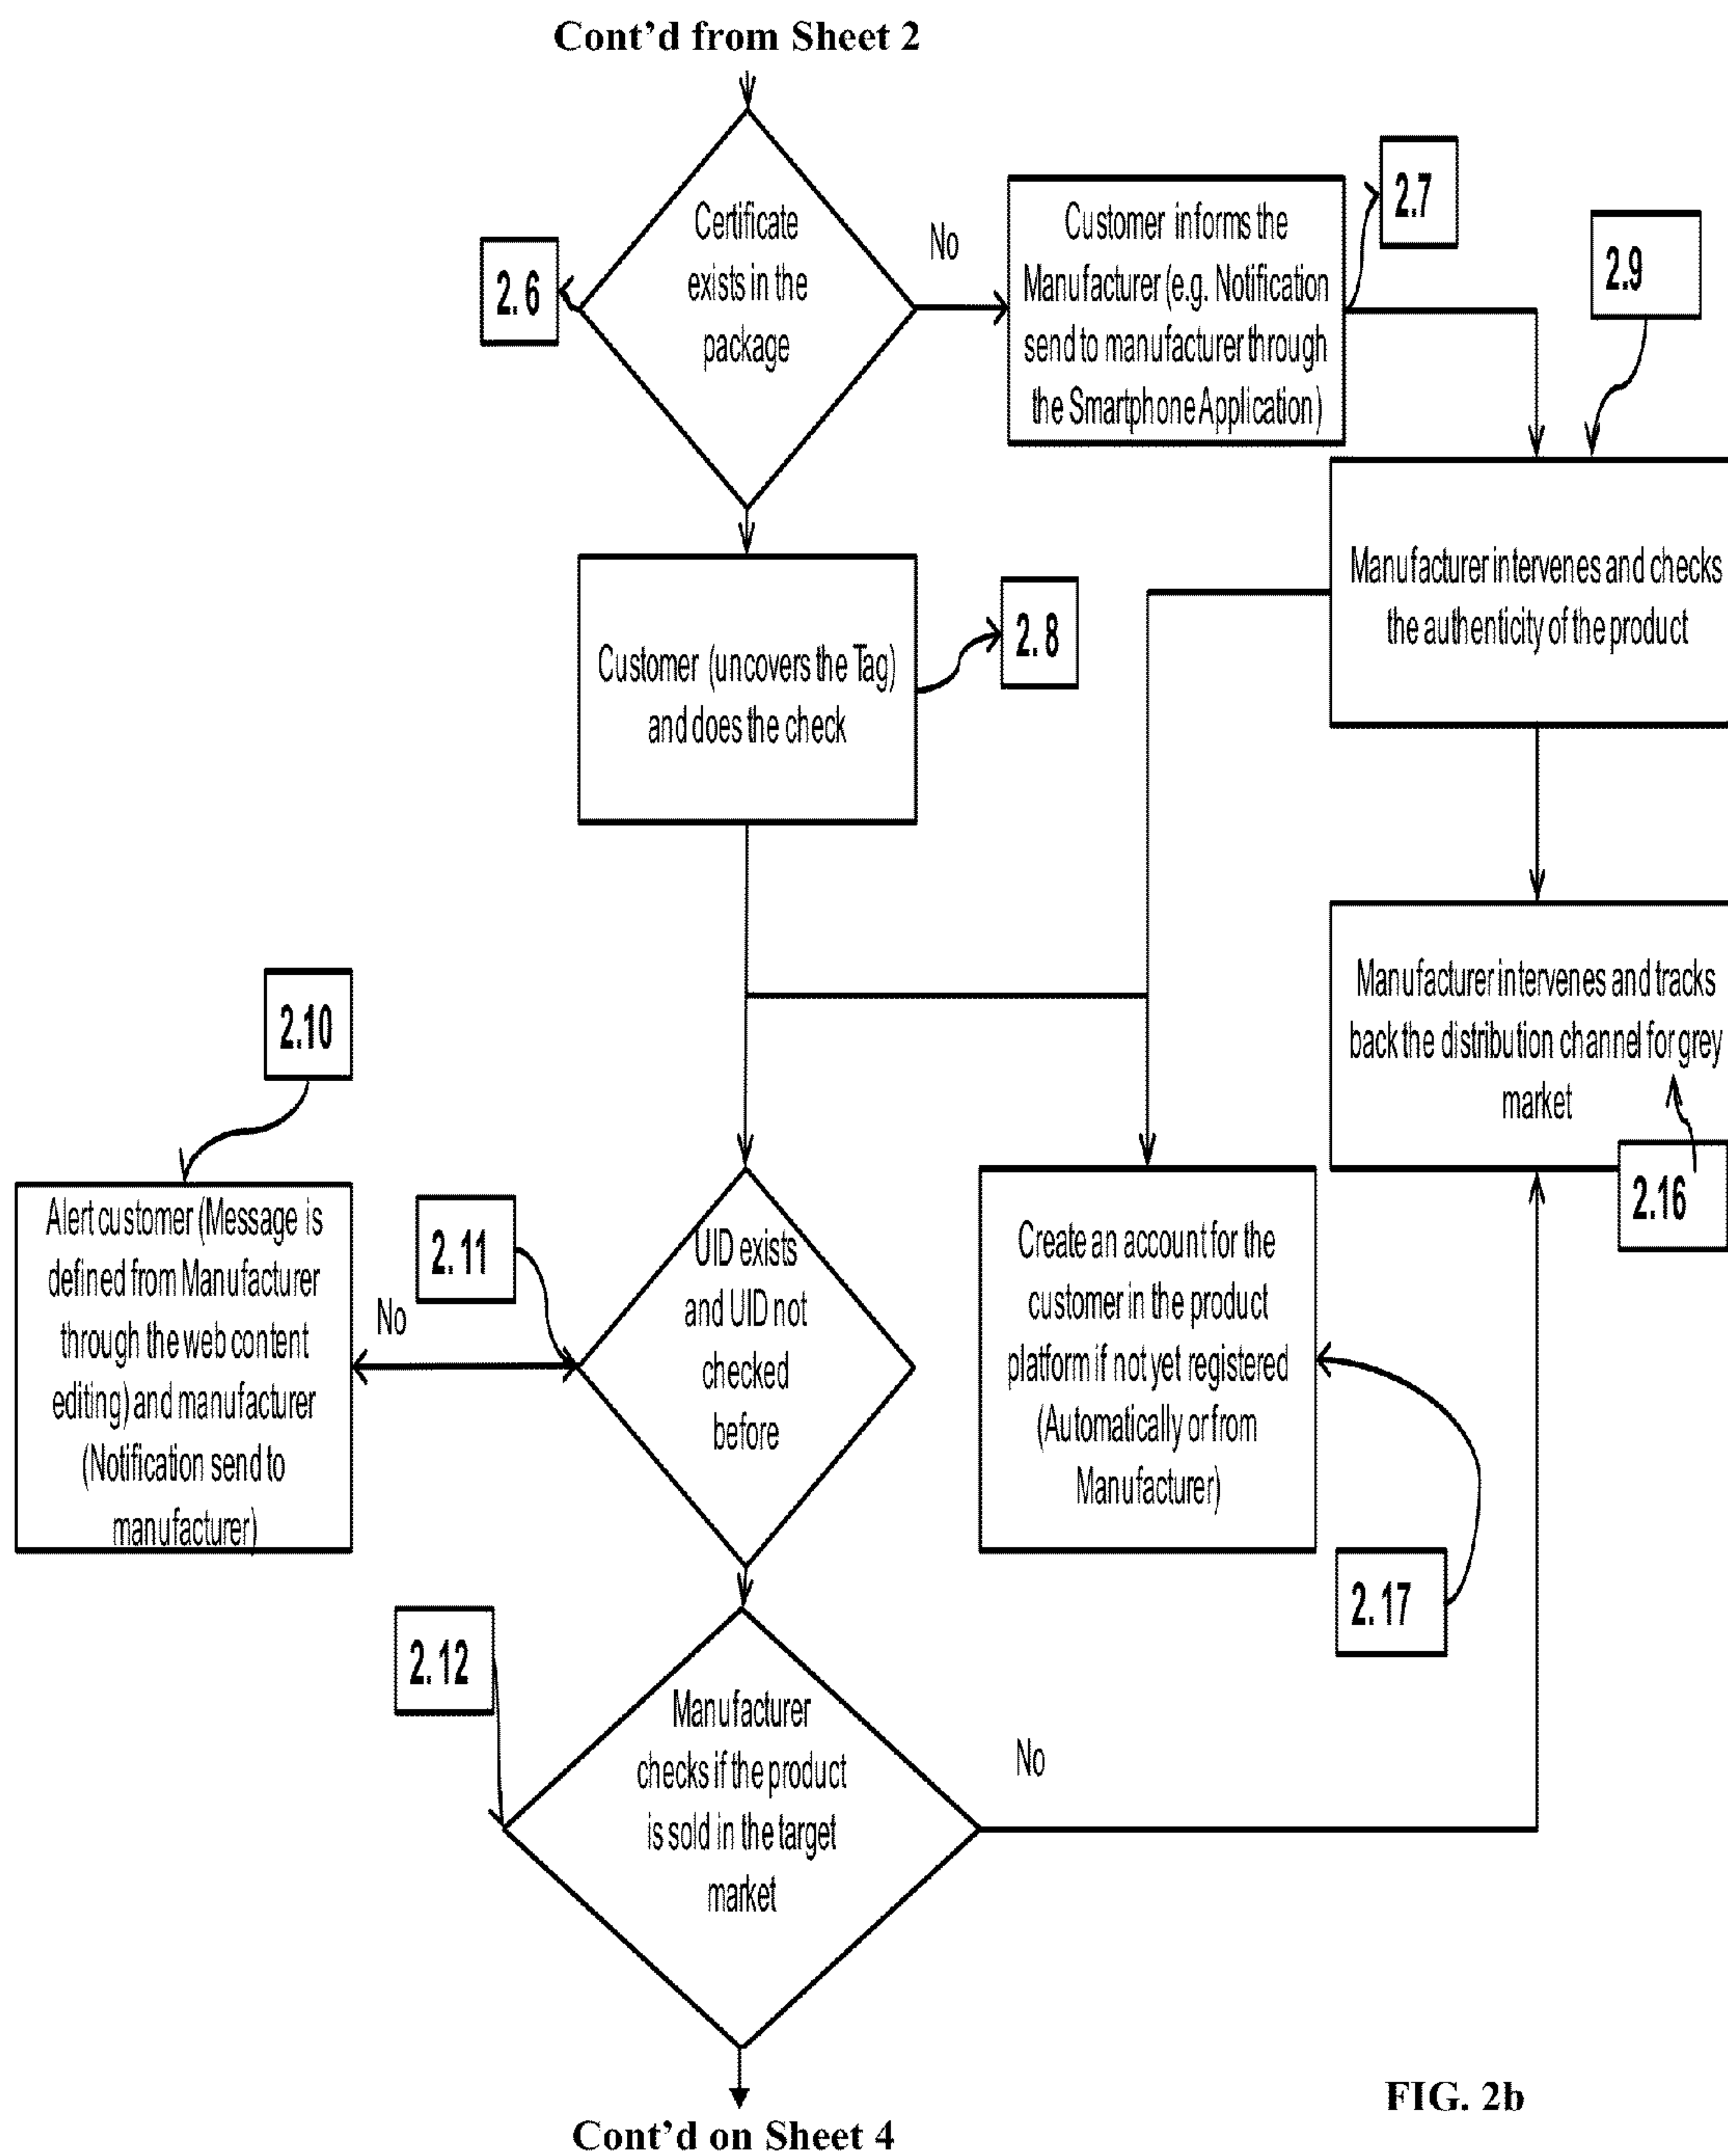 Cont'd from Sheet 2
Certificate
exists in the
package
2.6
No
Customer informs the
Manufacturer (e.g. Notification
send to manufacturer through
the Smartphone Application)
2.7
2.9
Manufacturer intervenes and checks
the authenticity of the product
Customer (uncovers the Tag)
and does the check
2.8
Manufacturer intervenes and tracks
back the distribution channel for grey
market
2.16
2.10
Alert customer (Message is
defined from Manufacturer
through the web content
editing) and manufacturer
(Notification send to
manufacturer)
No
2.11
UID exists
and UID not
checked
before
Create an account for the
customer in the product
platform if not yet registered
(Automatically or from
Manufacturer)
2.17
2.12
Manufacturer
checks if the product
is sold in the target
market
No
FIG. 2b
Cont'd on Sheet 4